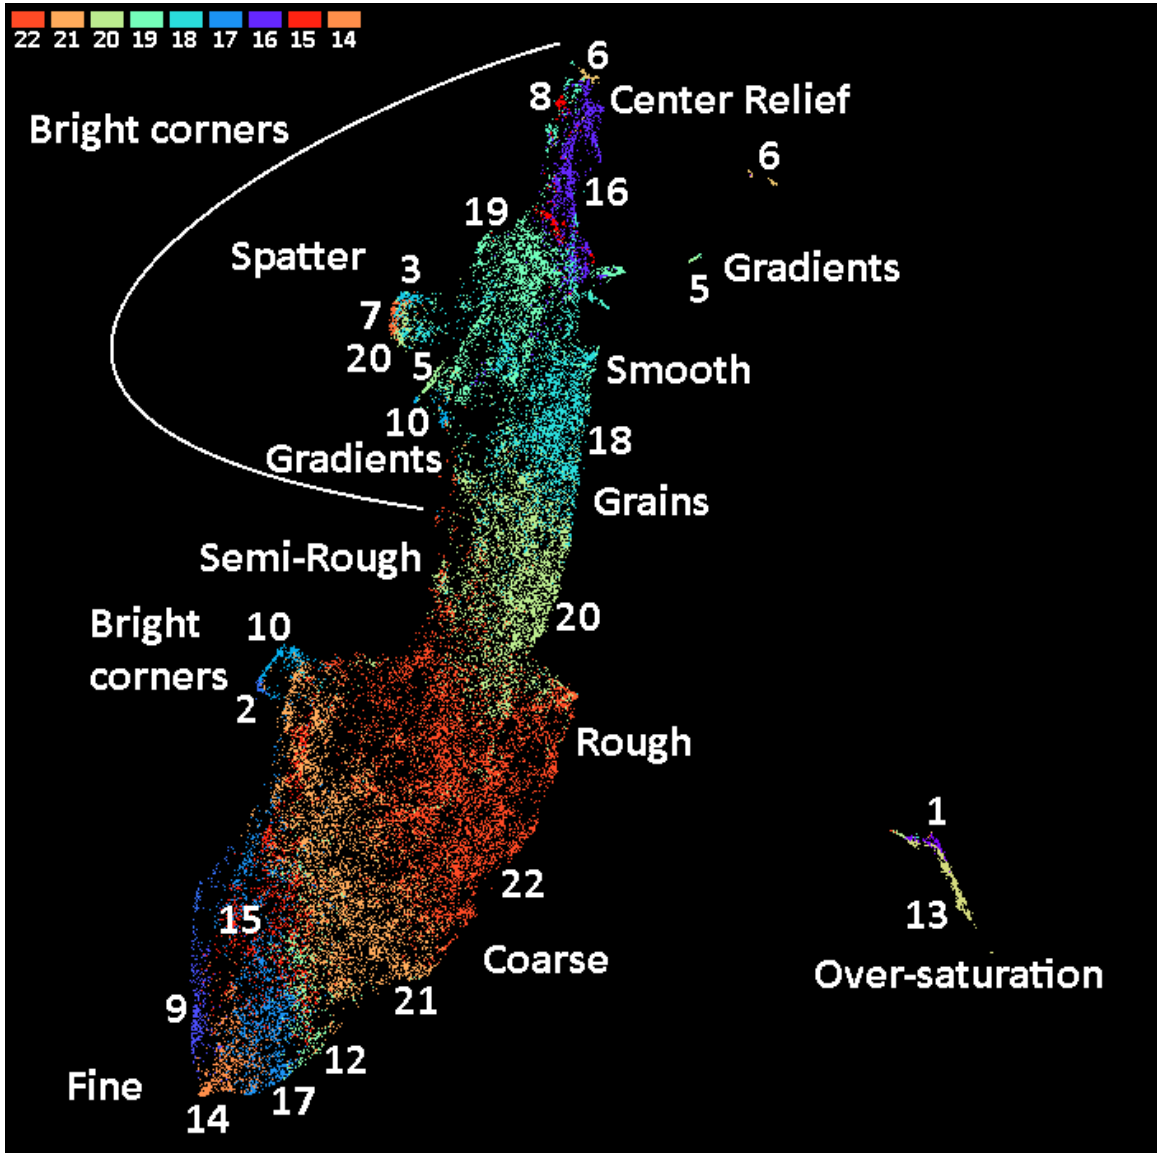 22 21 20 19 18 17 16 15 14
6
8 Center Relief
Bright corners
6
16
19
Spatter 3
5 Gradients
7
20 5 Smooth
10
18
Gradients
Grains
Semi-Rough
20
Bright 10
corners
2
Rough
1
22
15 13
Coarse Over-saturation
21
9
12
Fine
17
14